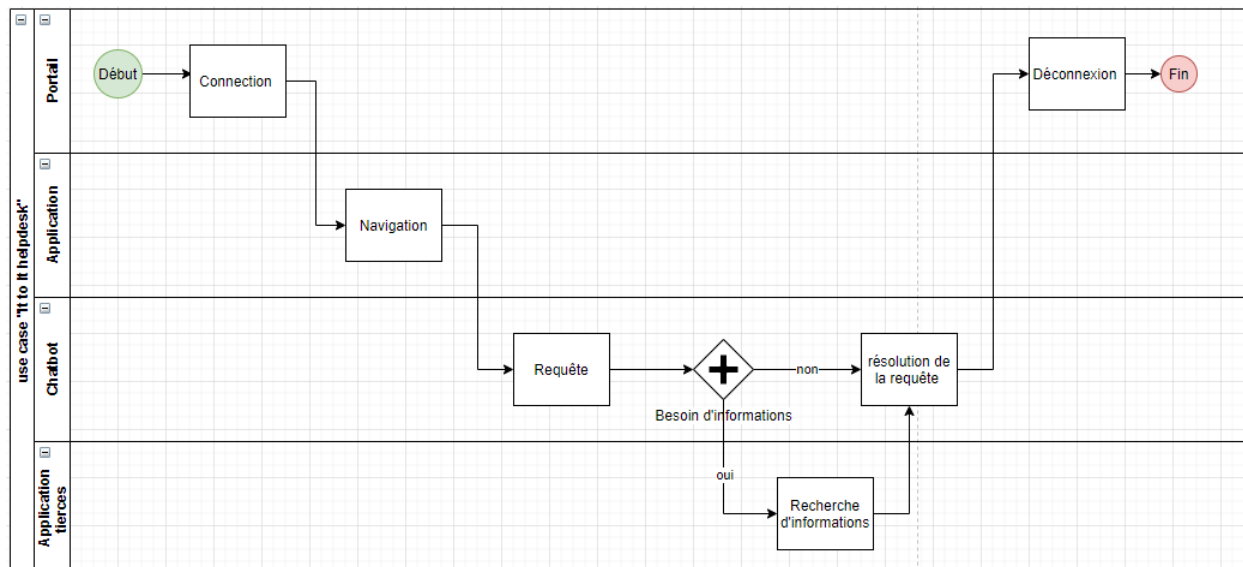 use case "It to It helpdesk"
Portail
Début
Connection
Déconnexion
Fin
Application
Navigation
Chatbot
Requête
Besoin d'informations
non
oui
résolution de
la requête
Application
tierces
Recherche
d'informations